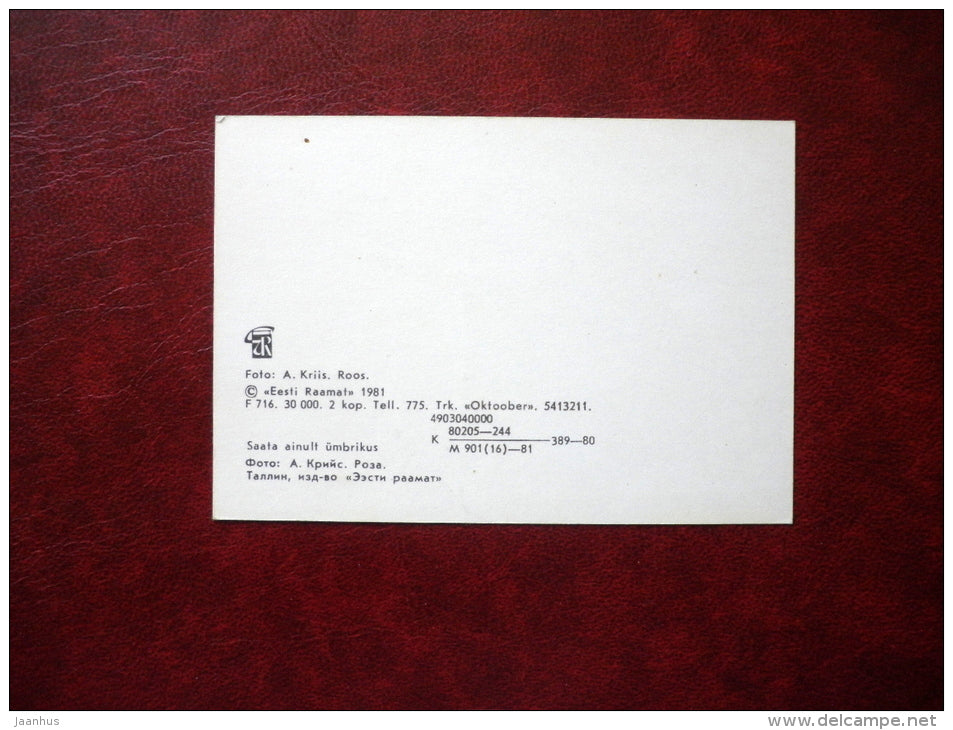 Foto: A. Kriis. Roos.
© «Eesti Raamat» 1981
F 716. 30 000. 2 kop. Tell. 775. Trk. «Oktoober». 5413211.
4903040000
80205—244
К ———————389—80
М 901(16)—81
Saata ainult ümbrikus
Фото: А. Крийс. Роза.
Таллин, изд-во «Ээсти раамат»
jaanhus
www.delcampe.net